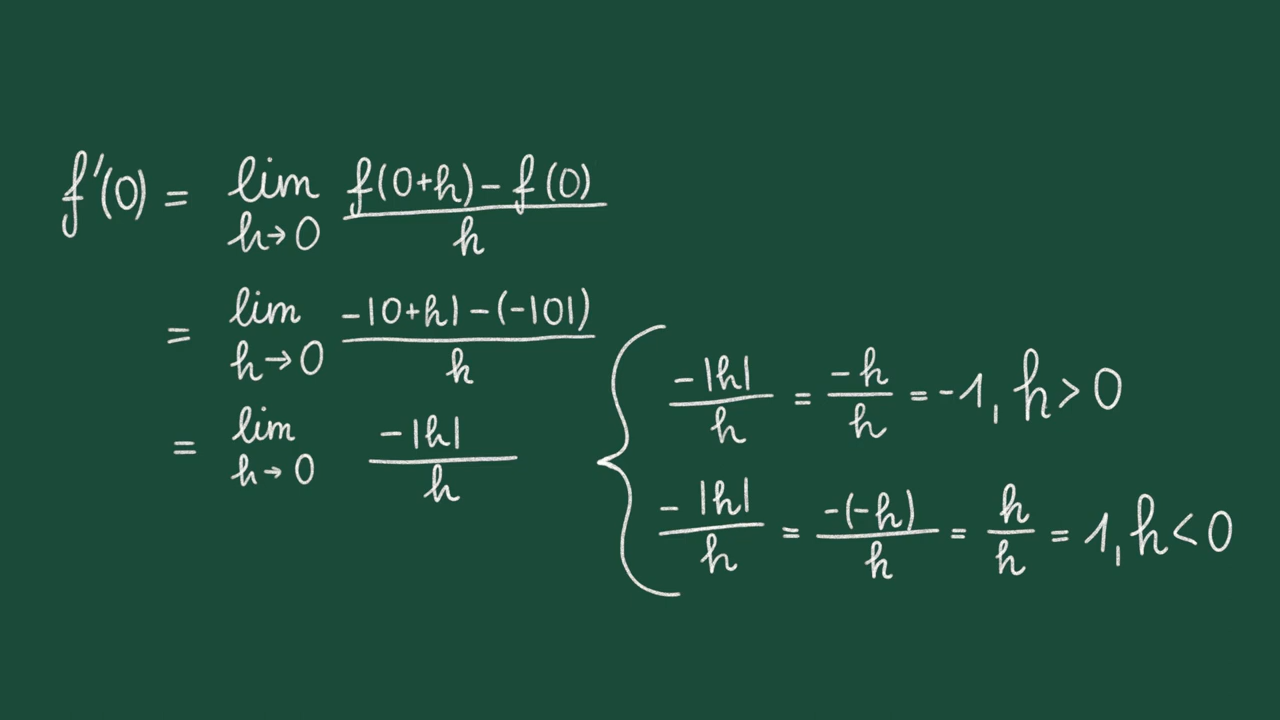 f'(0) = lim h→0 f(0+h) - f(0) / h
= lim h→0 -|0+h| - (-|0|) / h
= lim h→0 -|h| / h
-|h| / h = -h / h = -1, h > 0
-|h| / h = -(-h) / h = h / h = 1, h < 0